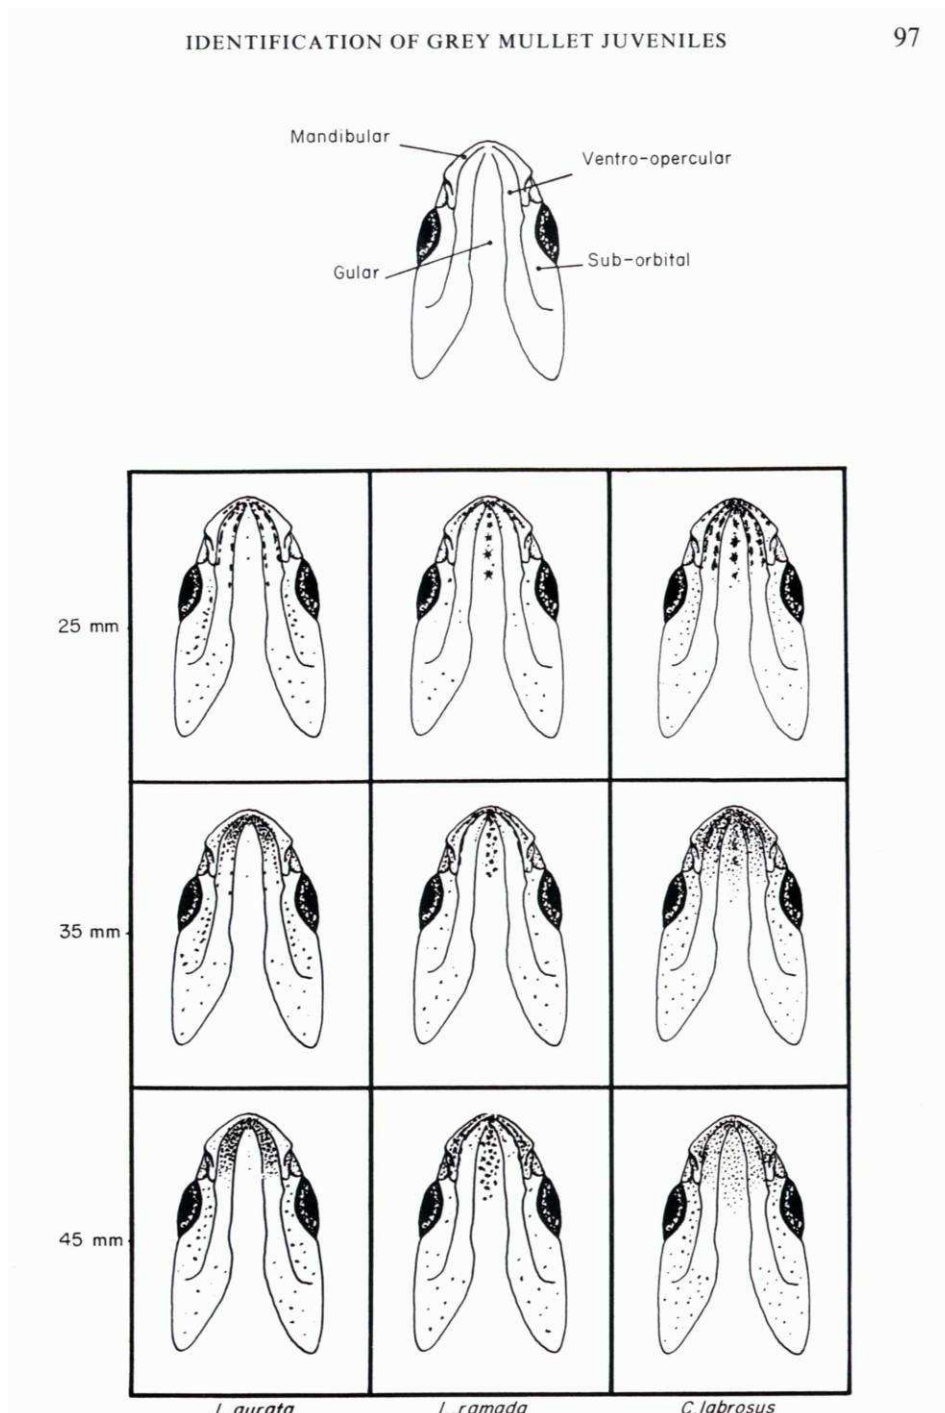 IDENTIFICATION OF GREY MULLET JUVENILES 97
Mandibular
Ventro-opercular
Gular
Sub-orbital
25 mm
35 mm
45 mm
L. aurata L. ramada C. labrosus